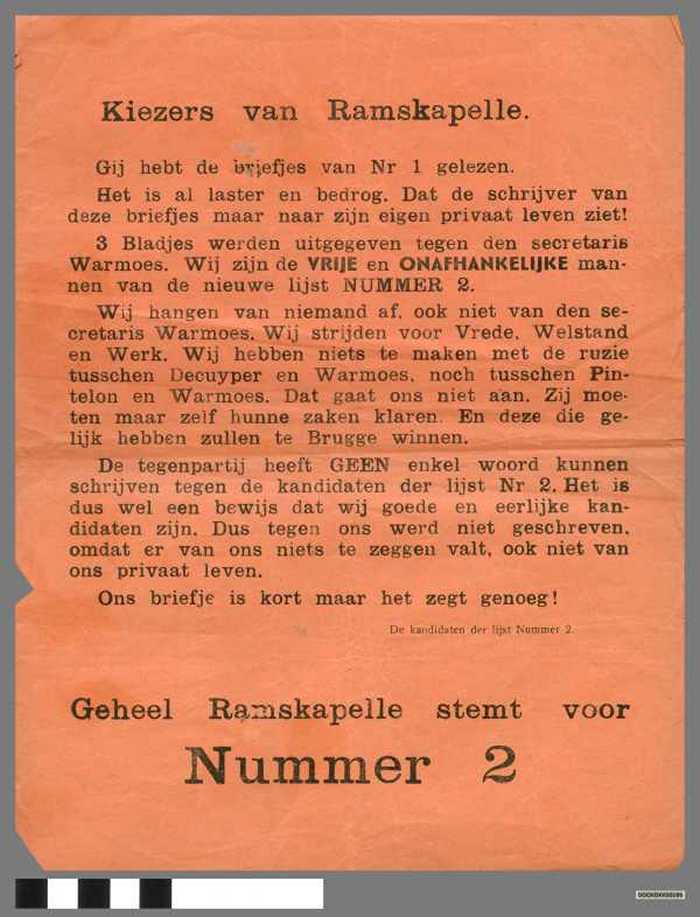 Kiezers van Ramskapelle.
Gij hebt de briefjes van Nr 1 gelezen.
Het is al laster en bedrog. Dat de schrijver van
deze briefjes maar naar zijn eigen privaat leven ziet!
3 Bladjes werden uitgegeven tegen den secretaris
Warmoes. Wij zijn de VRIJE en ONAFHANKELIJKE man-
nen van de nieuwe lijst NUMMER 2.
Wij hangen van niemand af, ook niet van den se-
cretaris Warmoes. Wij strijden voor Vrede, Welstand
en Werk. Wij hebben niets te maken met de ruzie
tusschen Decuyper en Warmoes, noch tusschen Pin-
telon en Warmoes. Dat gaat ons niet aan. Zij moe-
ten maar zelf hunne zaken klaren. En deze die ge-
lijk hebben zullen te Brugge winnen.
De tegenpartij heeft GEEN enkel woord kunnen
schrijven tegen de kandidaten der lijst Nr 2. Het is
dus wel een bewijs dat wij goede en eerlijke kan-
didaten zijn. Dus tegen ons werd niet geschreven,
omdat er van ons niets te zeggen valt, ook niet van
ons privaat leven.
Ons briefje is kort maar het zegt genoeg!
De kandidaten der lijst Nummer 2.
Geheel Ramskapelle stemt voor
Nummer 2